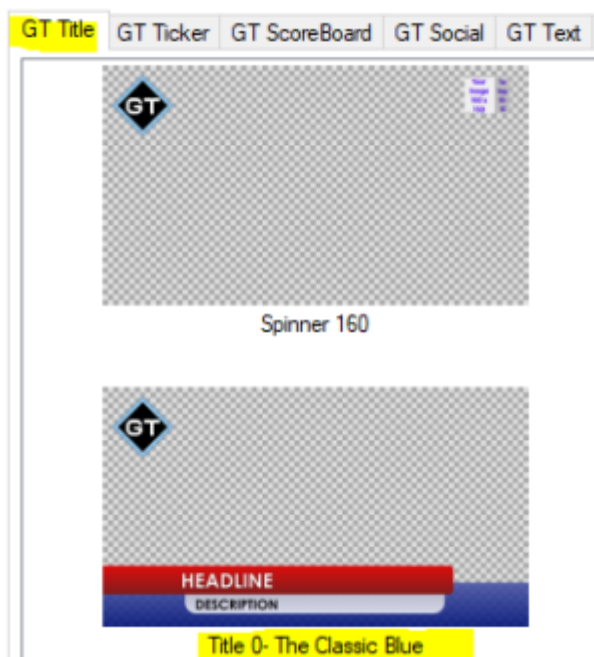 GT Title GT Ticker GT ScoreBoard GT Social GT Text
GT
Spinner 160
GT
HEADLINE
DESCRIPTION
Title 0- The Classic Blue